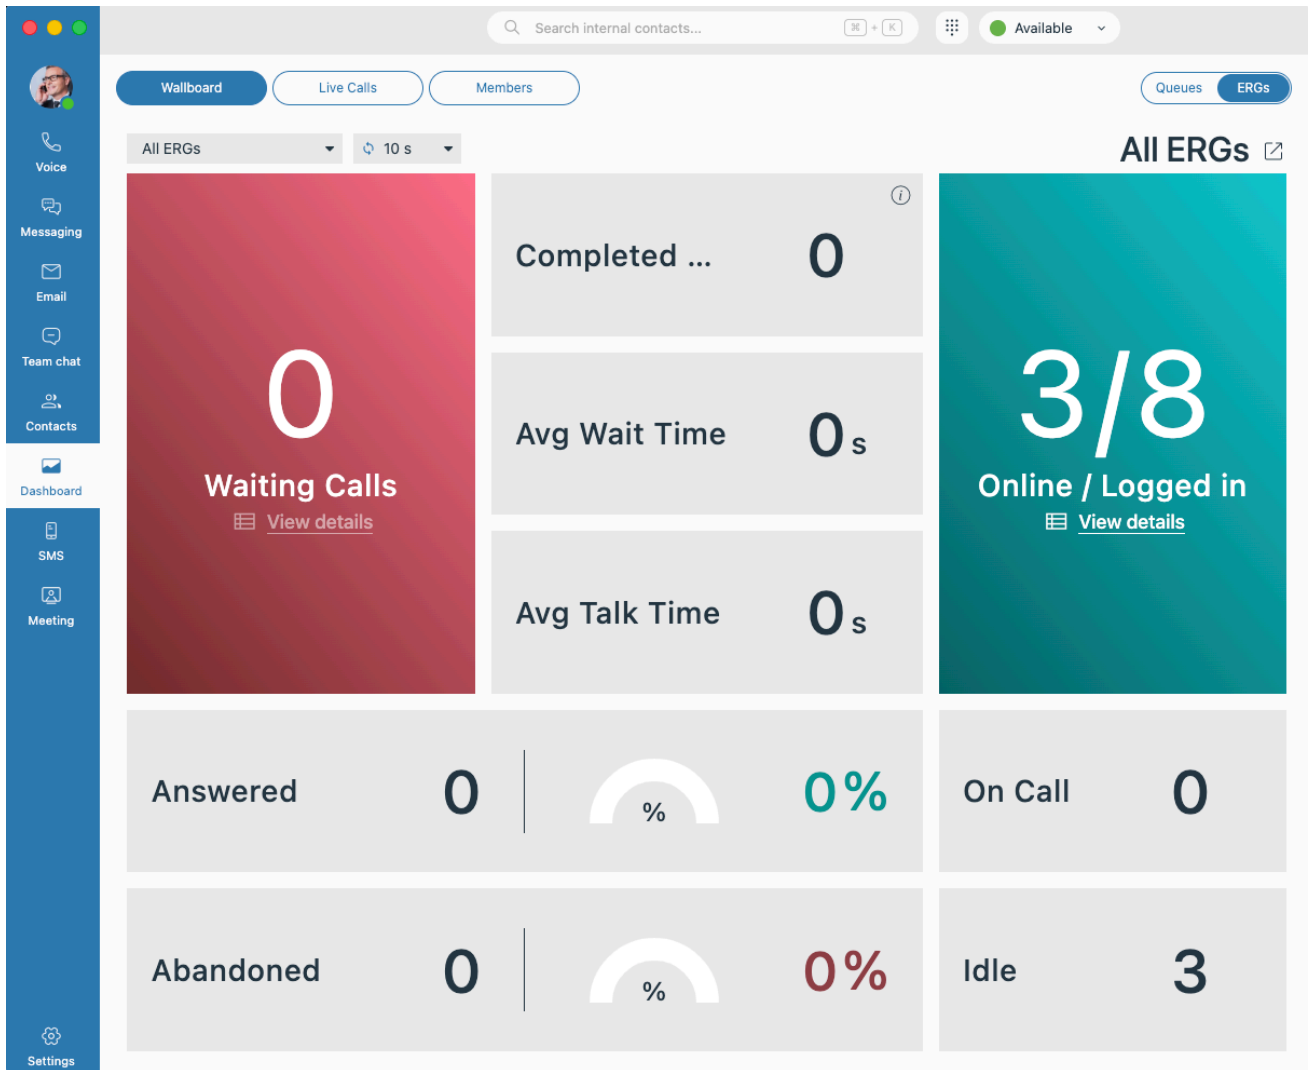 Search internal contacts...
⌘ + K
Available
Wallboard
Live Calls
Members
Queues
ERGs
Voice
Messaging
Email
Team chat
Contacts
Dashboard
SMS
Meeting
Settings
All ERGs
10 s
All ERGs
0
Waiting Calls
View details
Completed ...
0
Avg Wait Time
0 s
Avg Talk Time
0 s
3/8
Online / Logged in
View details
Answered
0
%
0%
On Call
0
Abandoned
0
%
0%
Idle
3